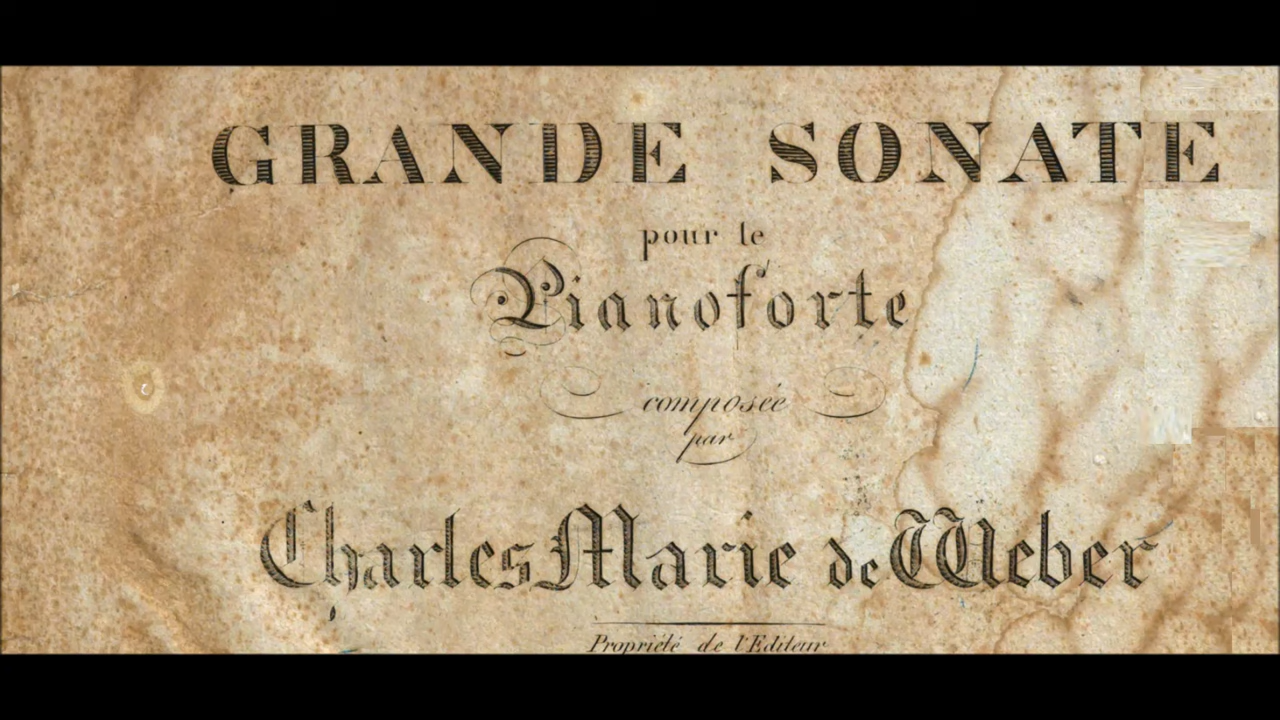 GRANDE SONATE
pour le
Pianoforte
composée
par
Charles Marie de Weber
Propriété de l'Editeur